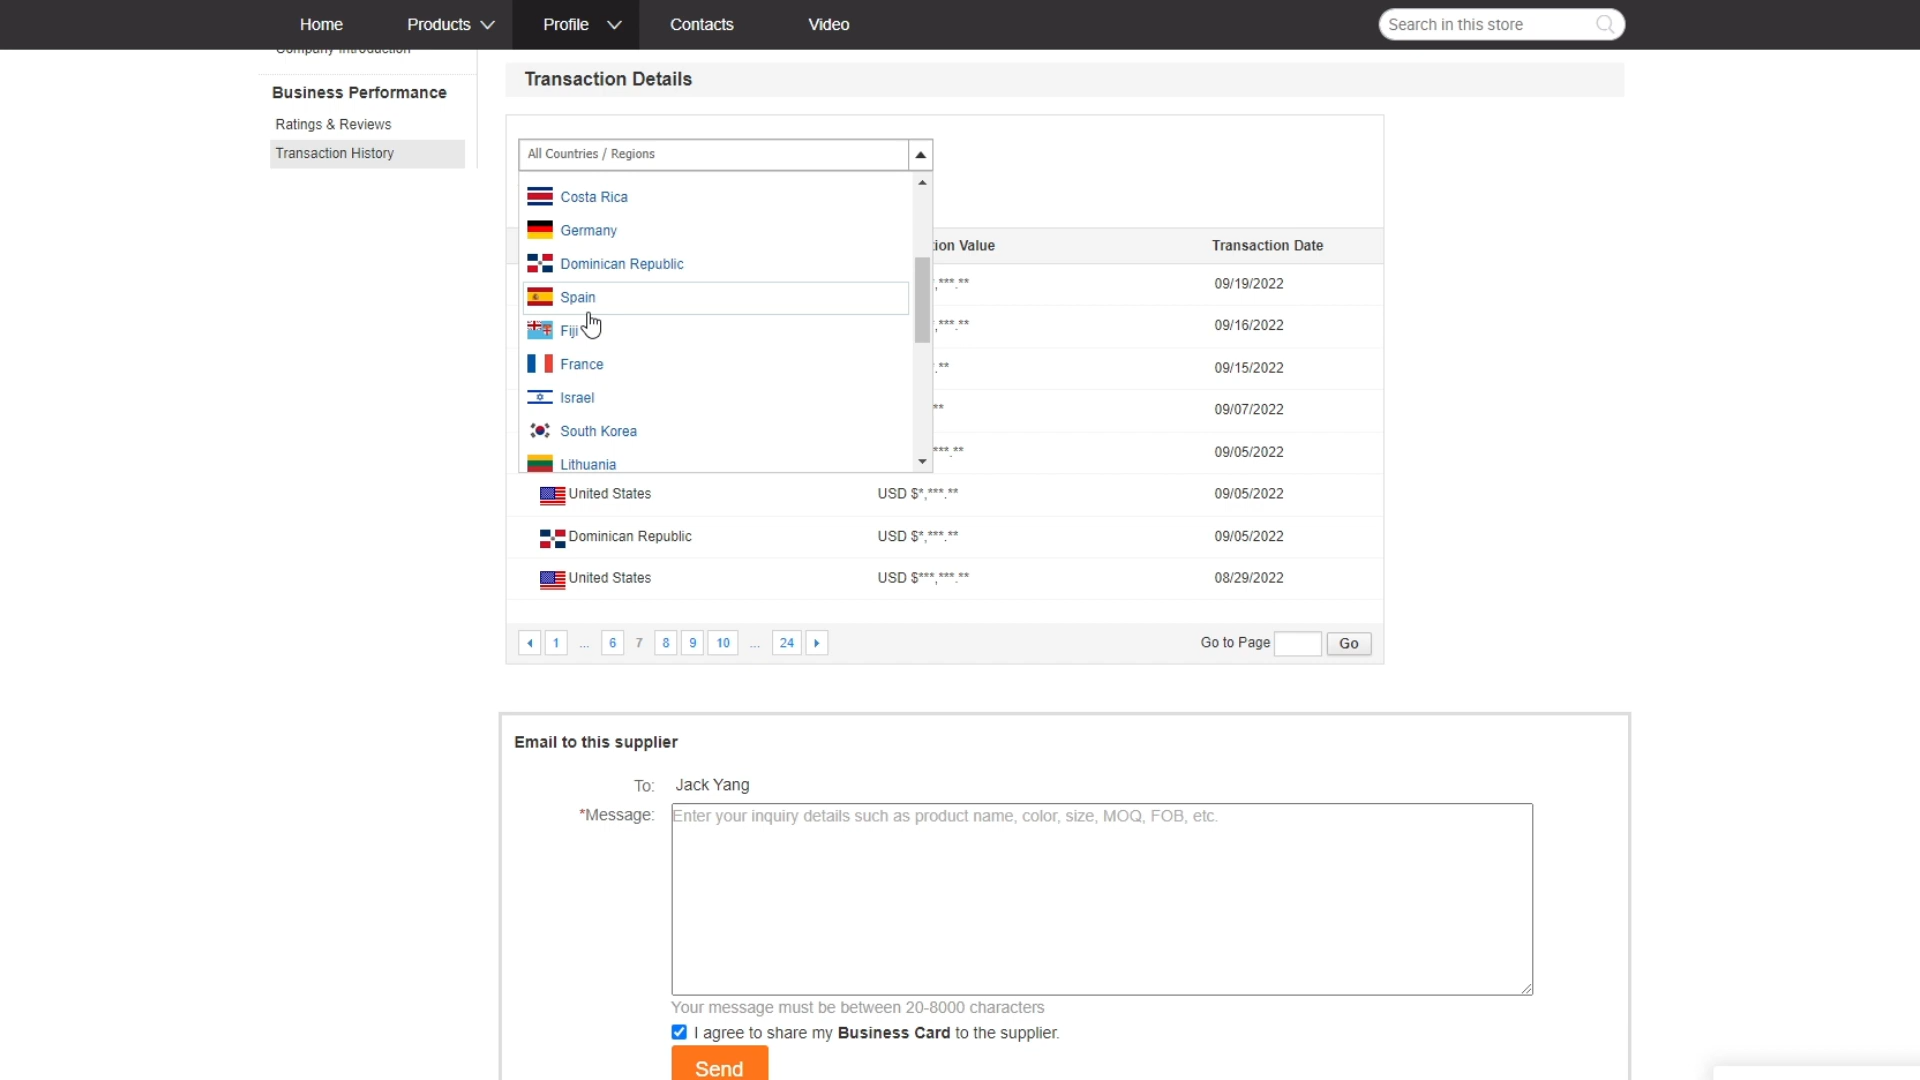 Home Products Profile Contacts Video Search in this store
Company Introduction
Business Performance
Ratings & Reviews
Transaction History
Transaction Details
All Countries / Regions
Costa Rica
Germany
Dominican Republic
Spain
Fiji
France
Israel
South Korea
Lithuania
ion Value Transaction Date
,***.** 09/19/2022
,***.** 09/16/2022
.** 09/15/2022
** 09/07/2022
***.** 09/05/2022
United States USD $*,***.** 09/05/2022
Dominican Republic USD $*,***.** 09/05/2022
United States USD $***,***.** 08/29/2022
1 ... 6 7 8 9 10 ... 24 Go to Page Go
Email to this supplier
To: Jack Yang
*Message: Enter your inquiry details such as product name, color, size, MOQ, FOB, etc.
Your message must be between 20-8000 characters
I agree to share my Business Card to the supplier.
Send